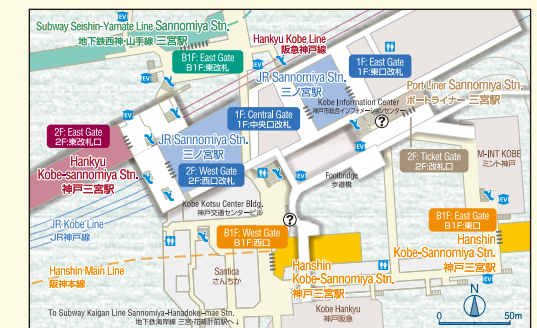 Subway Seishin-Yamate Line Sannomiya Stn.
地下鉄西神・山手線 三宮駅
EV
B1F: East Gate
B1F:東改札
Hankyu Kobe Line
阪急神戸線
EV
EV
EV
JR Sannomiya Stn.
三ノ宮駅
1F: East Gate
1F:東口改札
Port Liner Sannomiya Stn.
ポートライナー 三宮駅
Kobe Information Center
神戸市総合インフォメーションセンター
?
1F: Central Gate
1F:中央口改札
2F: East Gate
2F:東改札口
Hankyu
Kobe-sannomiya Stn.
神戸三宮駅
JR Sannomiya Stn.
三ノ宮駅
2F: West Gate
2F:西口改札
Footbridge
歩道橋
2F: Ticket Gate
2F:改札口
M-INT KOBE
ミント神戸
Kobe Kotsu Center Bldg.
神戸交通センタービル
EV
JR Kobe Line
JR神戸線
?
B1F: West Gate
B1F:西口
B1F: East Gate
B1F:東口
Hanshin
Kobe-Sannomiya Stn.
神戸三宮駅
Hanshin Main Line
阪神本線
Santica
さんちか
Hanshin
Kobe-Sannomiya Stn.
神戸三宮駅
EV
Kobe Hankyu
神戸阪急
To Subway Kaigan Line Sannomiya-Hanadokei-mae Stn.
地下鉄海岸線 三宮・花時計前駅へ↓
N
0 50m